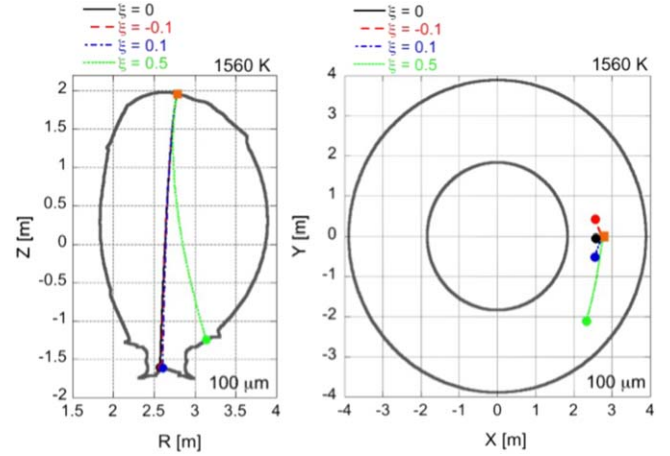 ξ = 0
ξ = -0.1
ξ = 0.1
ξ = 0.5
1560 K
2
1.5
1
0.5
0
-0.5
-1
-1.5
-2
Z [m]
100 μm
1.5 2 2.5 3 3.5 4
R [m]
ξ = 0
ξ = -0.1
ξ = 0.1
ξ = 0.5
1560 K
4
3
2
1
0
-1
-2
-3
-4
Y [m]
100 μm
-4 -3 -2 -1 0 1 2 3 4
X [m]